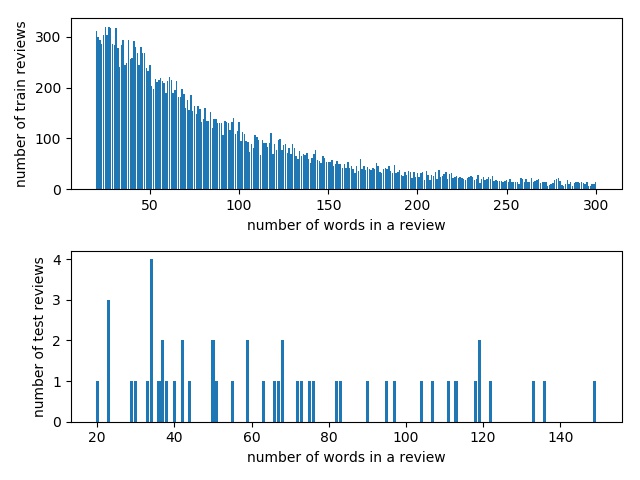 300
200
100
0
number of train reviews
50 100 150 200 250 300
number of words in a review
4
3
2
1
0
number of test reviews
20 40 60 80 100 120 140
number of words in a review